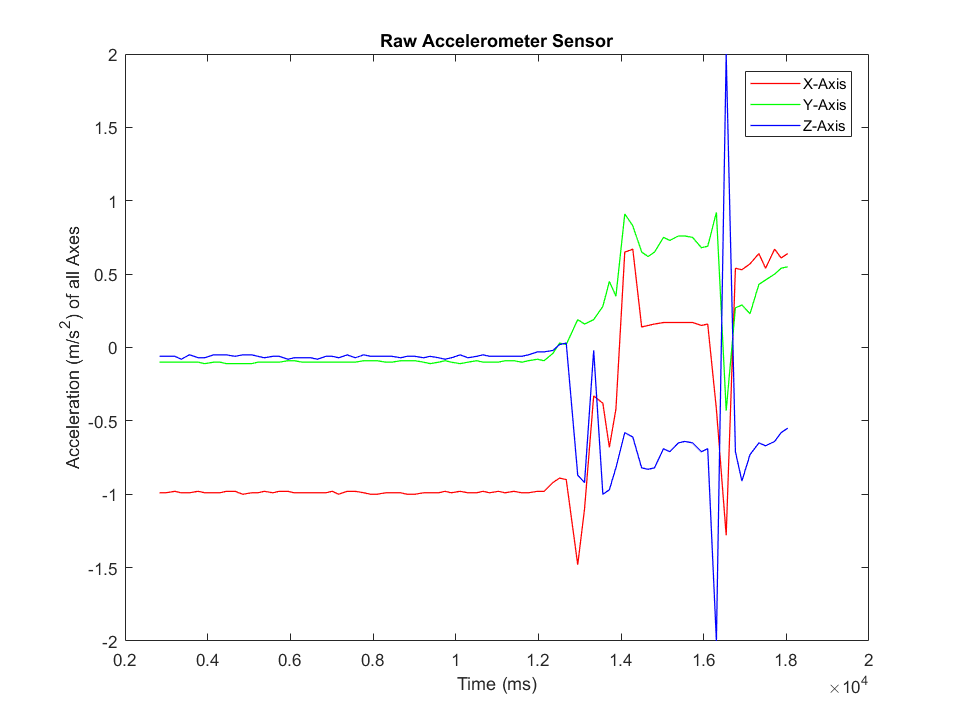 Raw Accelerometer Sensor
X-Axis
Y-Axis
Z-Axis
Acceleration (m/s²) of all Axes
2
1.5
1
0.5
0
-0.5
-1
-1.5
-2
0.2 0.4 0.6 0.8 1 1.2 1.4 1.6 1.8 2
Time (ms)
×10⁴